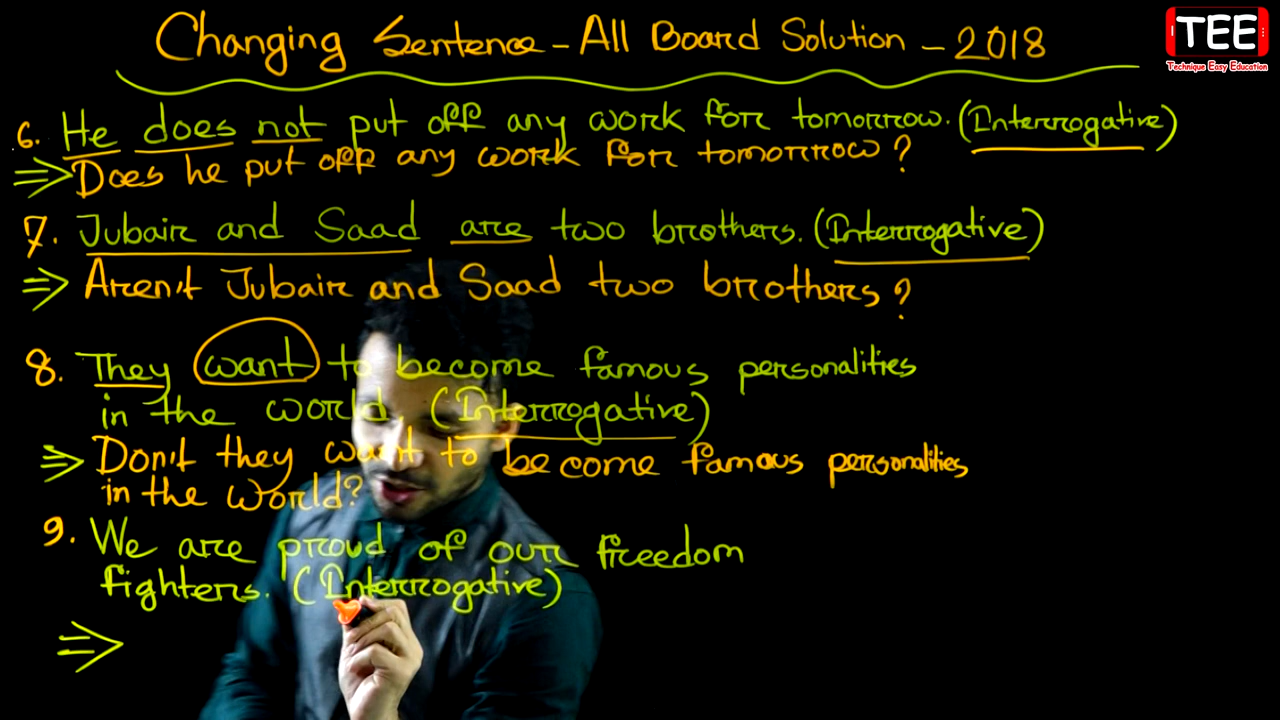 Changing Sentence - All Board Solution - 2018
TEE
Technique Easy Education
6. He does not put off any work for tomorrow. (Interrogative)
⇒ Does he put off any work for tomorrow?
7. Jubair and Saad are two brothers. (Interrogative)
⇒ Aren't Jubair and Saad two brothers?
8. They want to become famous personalities
in the world. (Interrogative)
⇒ Don't they want to become famous personalities
in the world?
9. We are proud of our freedom
fighters. (Interrogative)
⇒